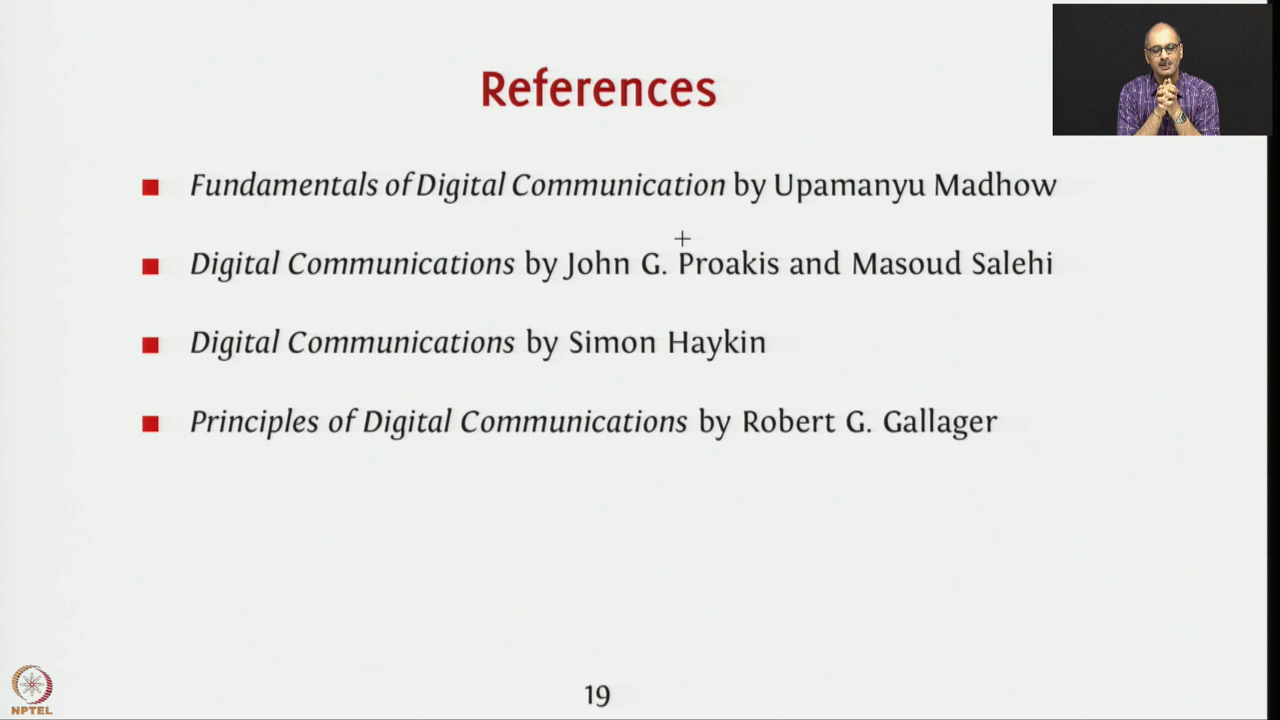 References
Fundamentals of Digital Communication by Upamanyu Madhow
Digital Communications by John G. Proakis and Masoud Salehi
Digital Communications by Simon Haykin
Principles of Digital Communications by Robert G. Gallager
NPTEL
19